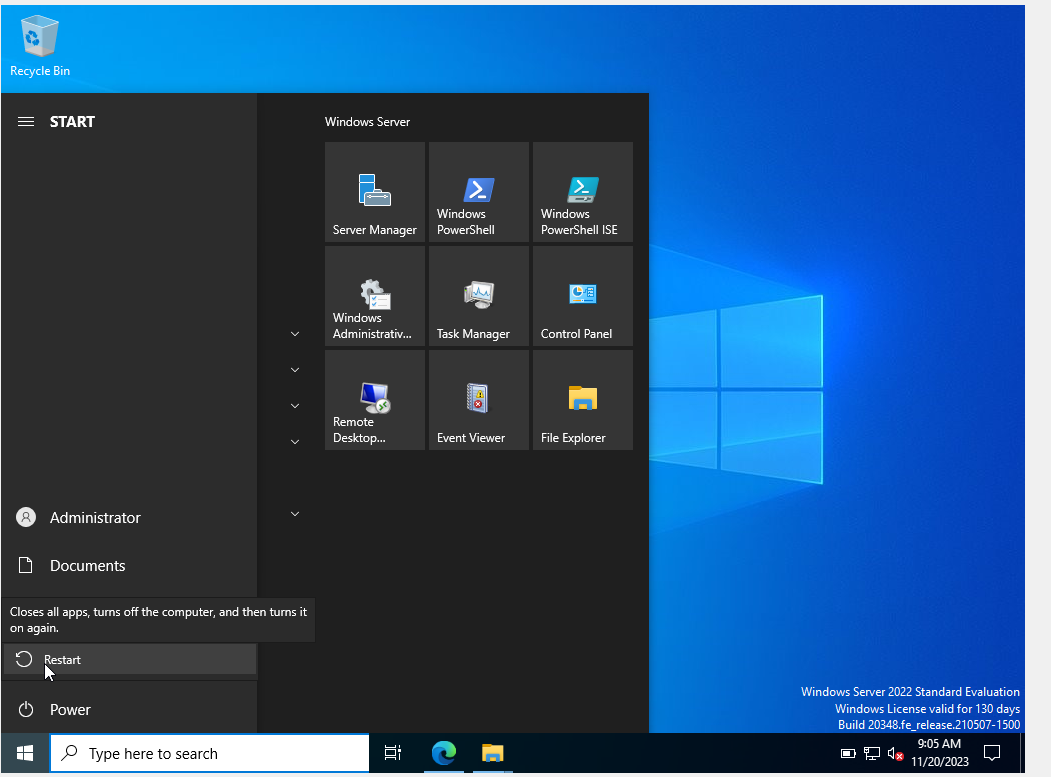 Recycle Bin
START
Windows Server
Server Manager
Windows
PowerShell
Windows
PowerShell ISE
Windows
Administrativ...
Task Manager
Control Panel
Remote
Desktop...
Event Viewer
File Explorer
Administrator
Documents
Closes all apps, turns off the computer, and then turns it
on again.
Restart
Power
Windows Server 2022 Standard Evaluation
Windows License valid for 130 days
Build 20348.fe_release.210507-1500
Type here to search
9:05 AM
11/20/2023